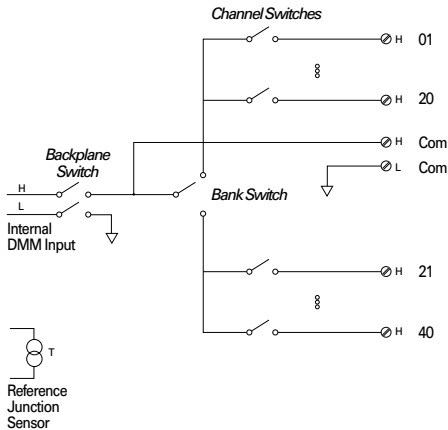 Channel Switches
H 01
H 20
H Com
L Com
Backplane
Switch
H
L
Internal
DMM Input
Bank Switch
H 21
H 40
T
Reference
Junction
Sensor